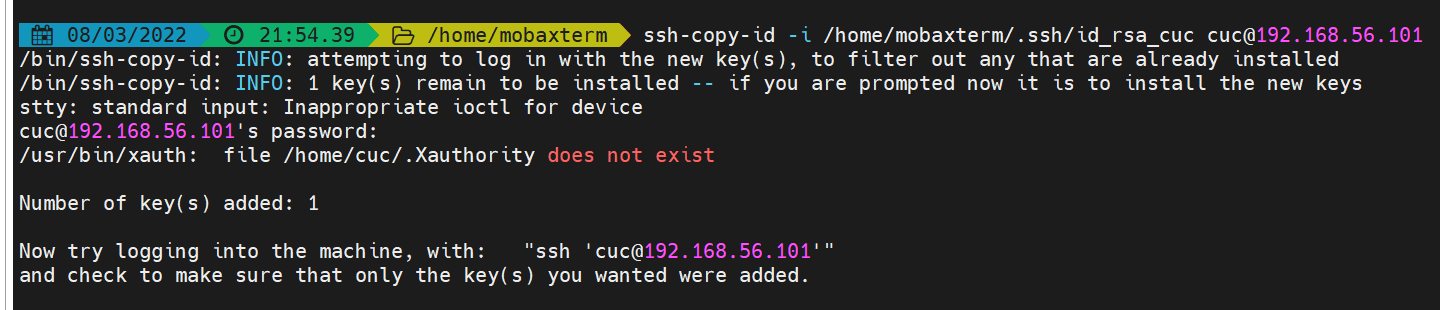 08/03/2022 21:54.39 /home/mobaxterm ssh-copy-id -i /home/mobaxterm/.ssh/id_rsa_cuc cuc@192.168.56.101
/bin/ssh-copy-id: INFO: attempting to log in with the new key(s), to filter out any that are already installed
/bin/ssh-copy-id: INFO: 1 key(s) remain to be installed -- if you are prompted now it is to install the new keys
stty: standard input: Inappropriate ioctl for device
cuc@192.168.56.101's password:
/usr/bin/xauth:  file /home/cuc/.Xauthority does not exist
Number of key(s) added: 1
Now try logging into the machine, with:   "ssh 'cuc@192.168.56.101'"
and check to make sure that only the key(s) you wanted were added.